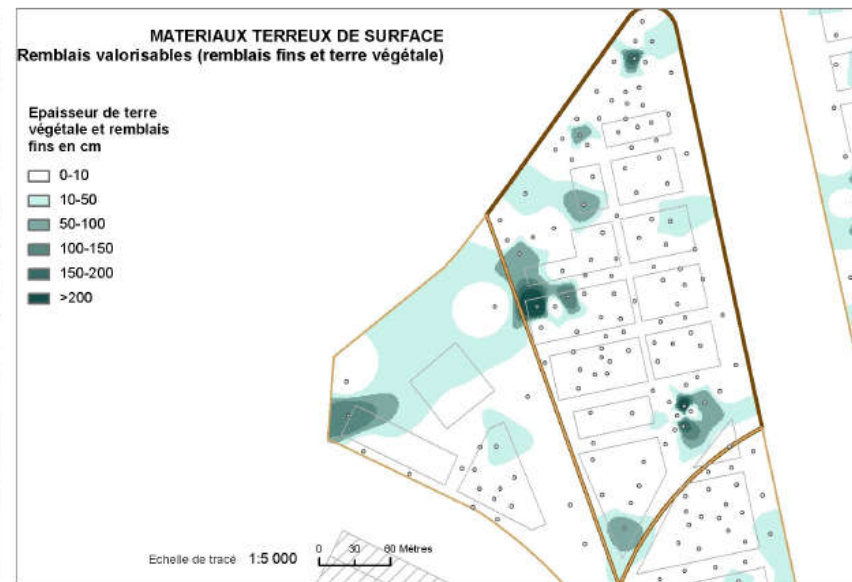 MATERIAUX TERREUX DE SURFACE
Remblais valorisables (remblais fins et terre végétale)
Epaisseur de terre
végétale et remblais
fins en cm
0-10
10-50
50-100
100-150
150-200
>200
Echelle de tracé 1:5 000 0 30 60 Mètres